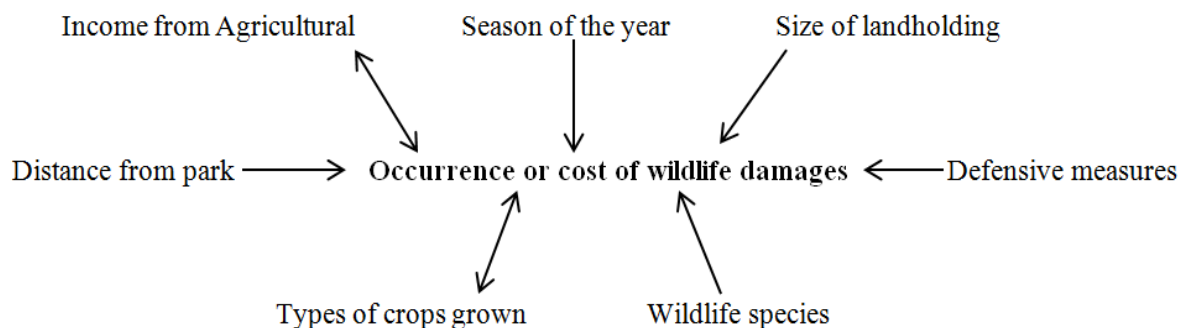 Income from Agricultural
Season of the year
Size of landholding
Distance from park
Occurrence or cost of wildlife damages
Defensive measures
Types of crops grown
Wildlife species